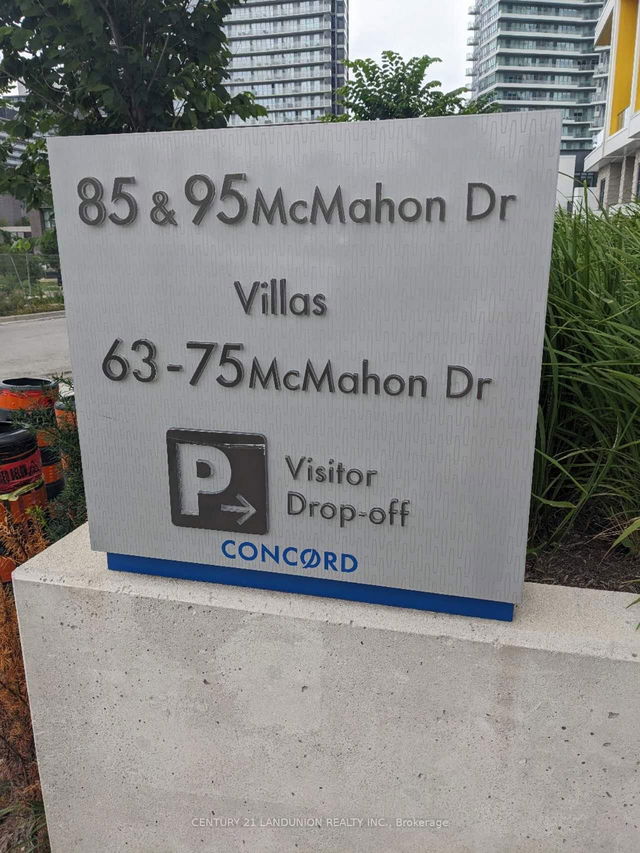 85 & 95 McMahon Dr
Villas
63-75 McMahon Dr
P
Visitor
Drop-off
CONCORD
CENTURY 21 LANDUNION REALTY INC., Brokerage